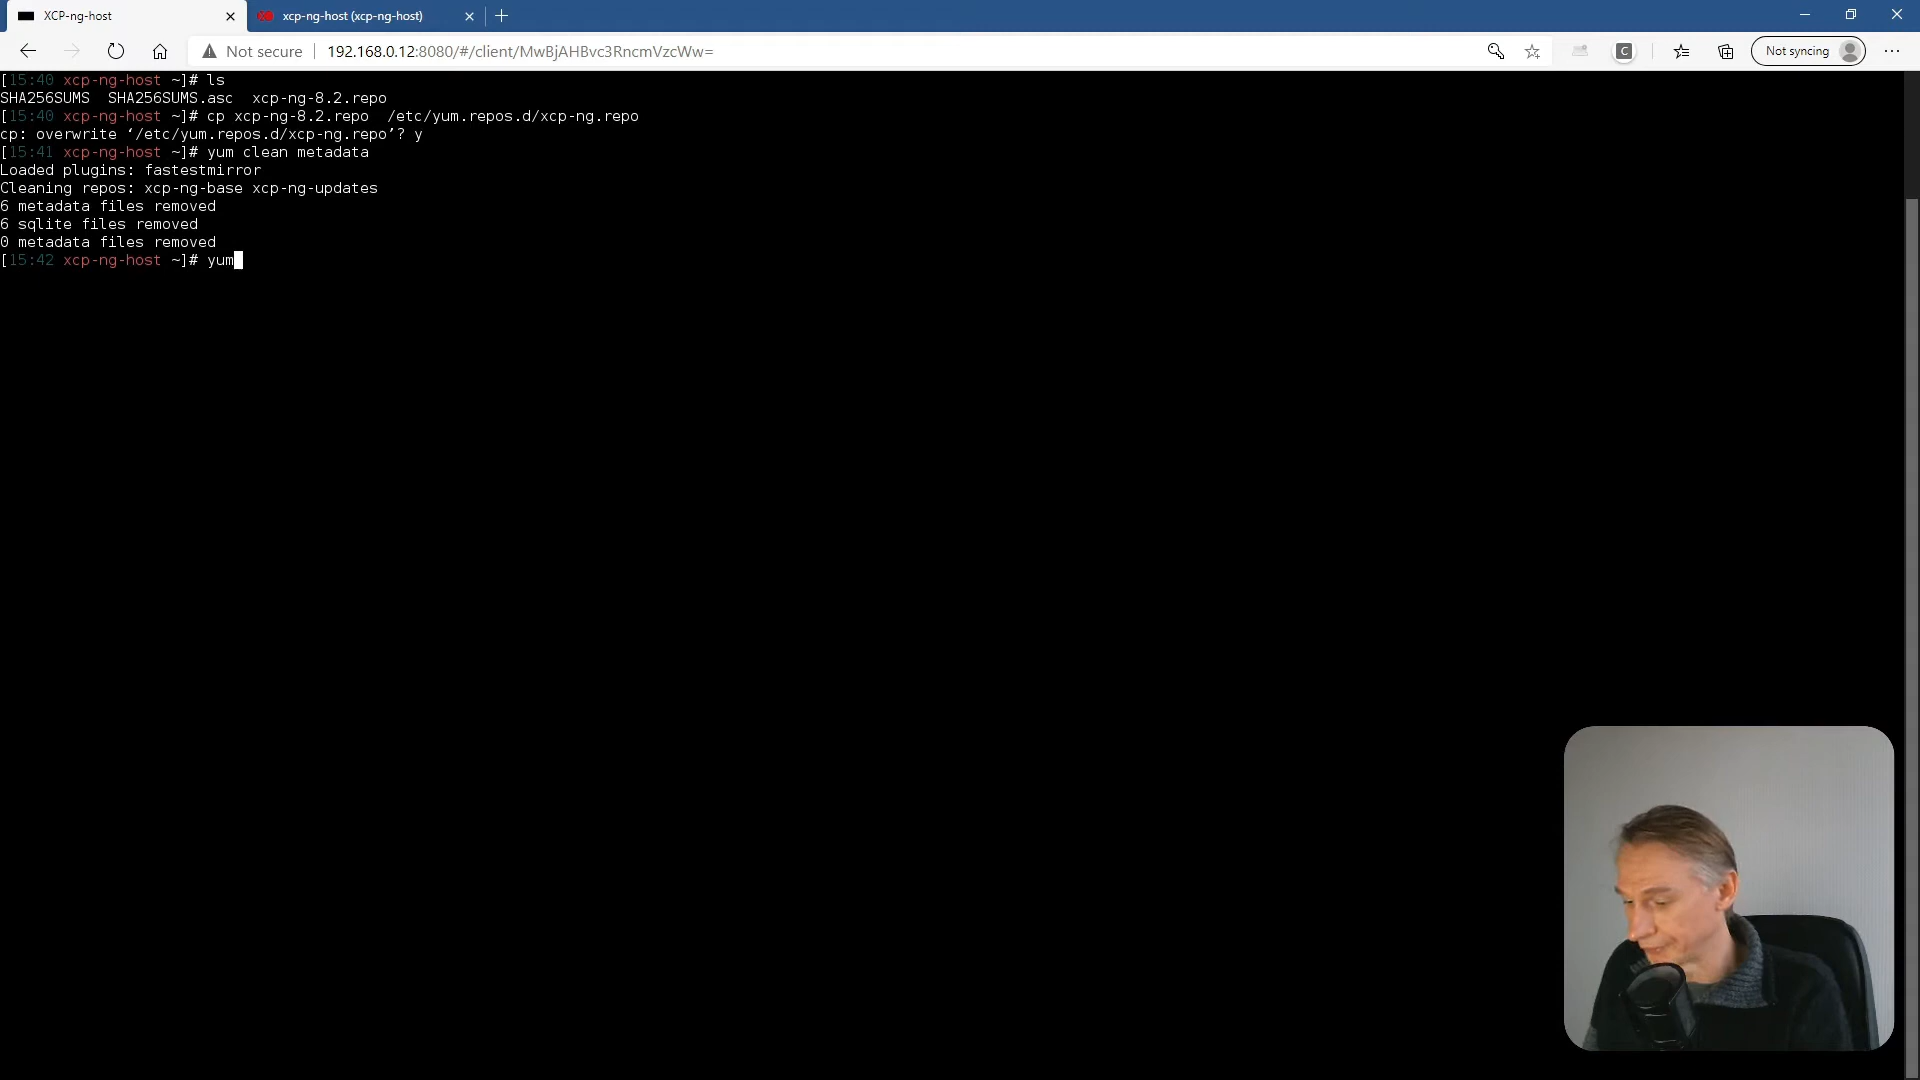 XCP-ng-host
xcp-ng-host (xcp-ng-host)
Not secure
192.168.0.12:8080/#/client/MwBjAHBvc3RncmVzcWw=
C
Not syncing
[15:40 xcp-ng-host ~]# ls
SHA256SUMS  SHA256SUMS.asc  xcp-ng-8.2.repo
[15:40 xcp-ng-host ~]# cp xcp-ng-8.2.repo  /etc/yum.repos.d/xcp-ng.repo
cp: overwrite ‘/etc/yum.repos.d/xcp-ng.repo’? y
[15:41 xcp-ng-host ~]# yum clean metadata
Loaded plugins: fastestmirror
Cleaning repos: xcp-ng-base xcp-ng-updates
6 metadata files removed
6 sqlite files removed
0 metadata files removed
[15:42 xcp-ng-host ~]# yum